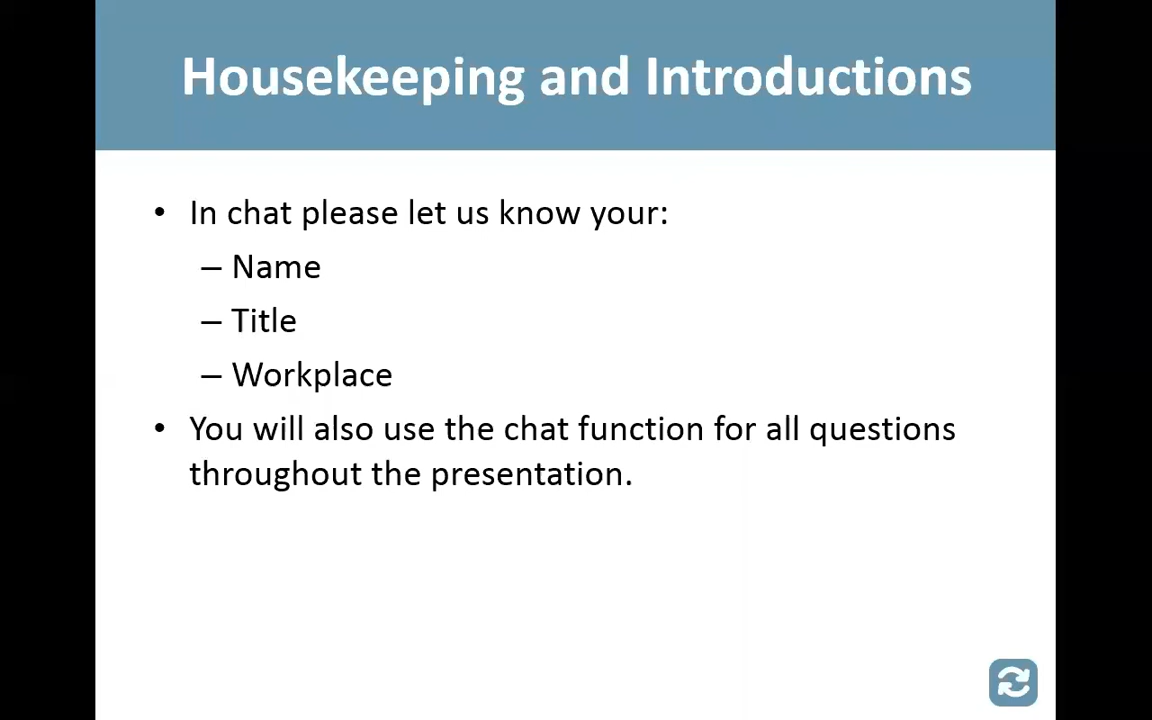 Housekeeping and Introductions
• In chat please let us know your:
– Name
– Title
– Workplace
• You will also use the chat function for all questions
throughout the presentation.